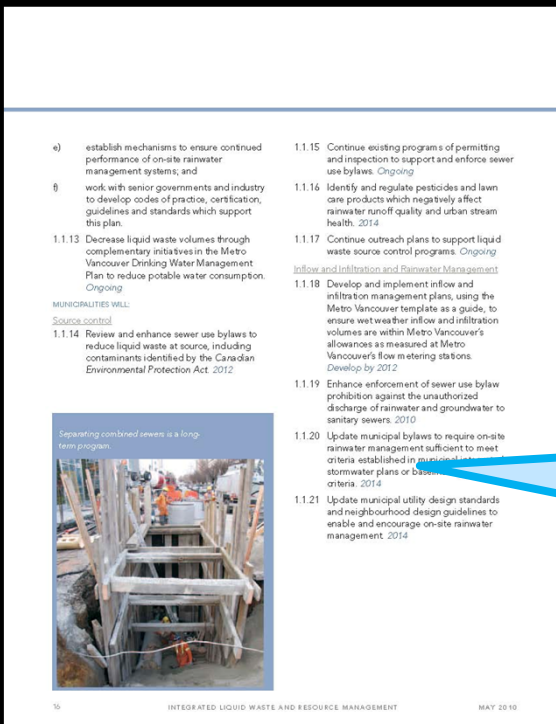 e) establish mechanisms to ensure continued
performance of on-site rainwater
management systems; and
f) work with senior governments and industry
to develop codes of practice, certification,
guidelines and standards which support
this plan.
1.1.13 Decrease liquid waste volumes through
complementary initiatives in the Metro
Vancouver Drinking Water Management
Plan to reduce potable water consumption.
Ongoing
MUNICIPALITIES WILL:
Source control
1.1.14 Review and enhance sewer use bylaws to
reduce liquid waste at source, including
contaminants identified by the Canadian
Environmental Protection Act. 2012
Separating combined sewers is a long-
term program.
1.1.15 Continue existing programs of permitting
and inspection to support and enforce sewer
use bylaws. Ongoing
1.1.16 Identify and regulate pesticides and lawn
care products which negatively affect
rainwater runoff quality and urban stream
health. 2014
1.1.17 Continue outreach plans to support liquid
waste source control programs. Ongoing
Inflow and Infiltration and Rainwater Management
1.1.18 Develop and implement inflow and
infiltration management plans, using the
Metro Vancouver template as a guide, to
ensure wet weather inflow and infiltration
volumes are within Metro Vancouver's
allowances as measured at Metro
Vancouver's flow metering stations.
Develop by 2012
1.1.19 Enhance enforcement of sewer use bylaw
prohibition against the unauthorized
discharge of rainwater and groundwater to
sanitary sewers. 2010
1.1.20 Update municipal bylaws to require on-site
rainwater management sufficient to meet
criteria established in municipal
stormwater plans or
criteria. 2014
1.1.21 Update municipal utility design standards
and neighbourhood design guidelines to
enable and encourage on-site rainwater
management. 2014
16 INTEGRATED LIQUID WASTE AND RESOURCE MANAGEMENT MAY 2010